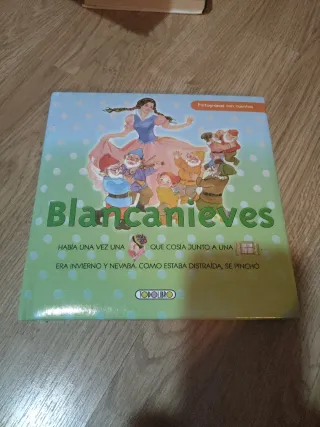 Pictogramas con cuentos
Blancanieves
HABÍA UNA VEZ UNA QUE COSÍA JUNTO A UNA
ERA INVIERNO Y NEVABA. COMO ESTABA DISTRAÍDA, SE PINCHÓ
TODOLIBRO